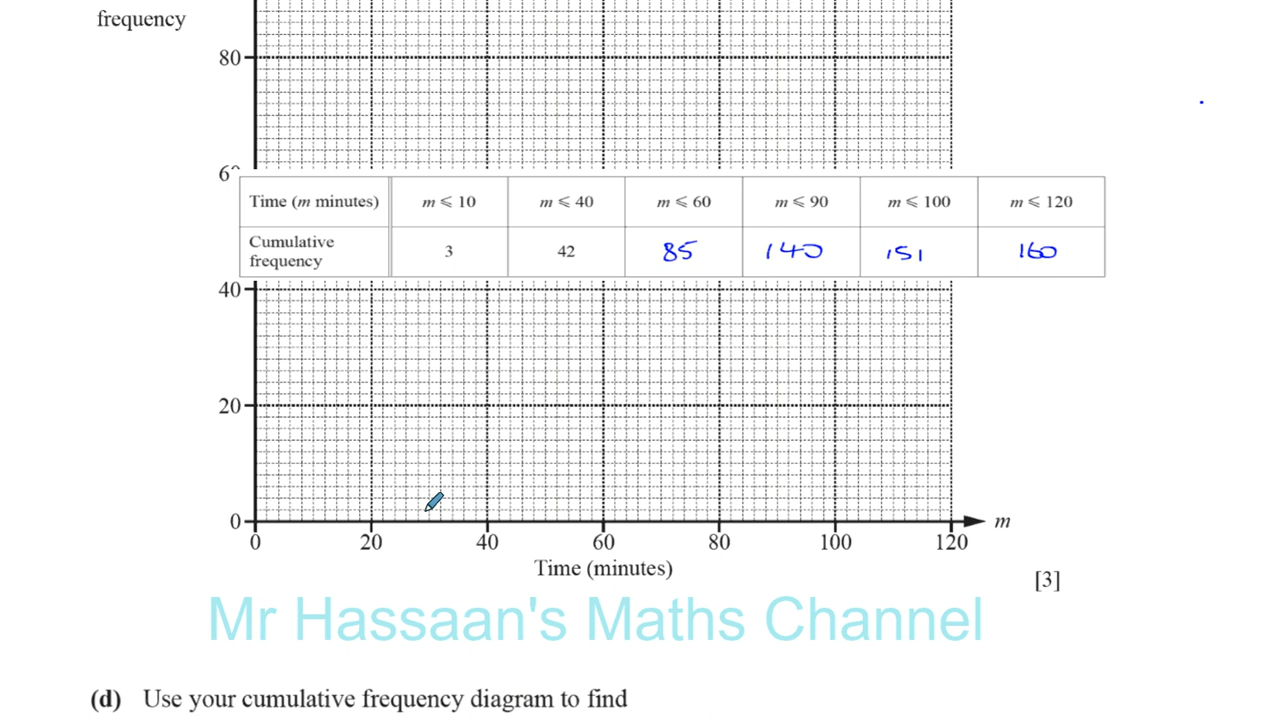 frequency
80
Time (m minutes) m ⩽ 10 m ⩽ 40 m ⩽ 60 m ⩽ 90 m ⩽ 100 m ⩽ 120
Cumulative frequency 3 42 85 140 151 160
40
20
0
0 20 40 60 80 100 120 m
Time (minutes)
[3]
Mr Hassaan's Maths Channel
(d) Use your cumulative frequency diagram to find